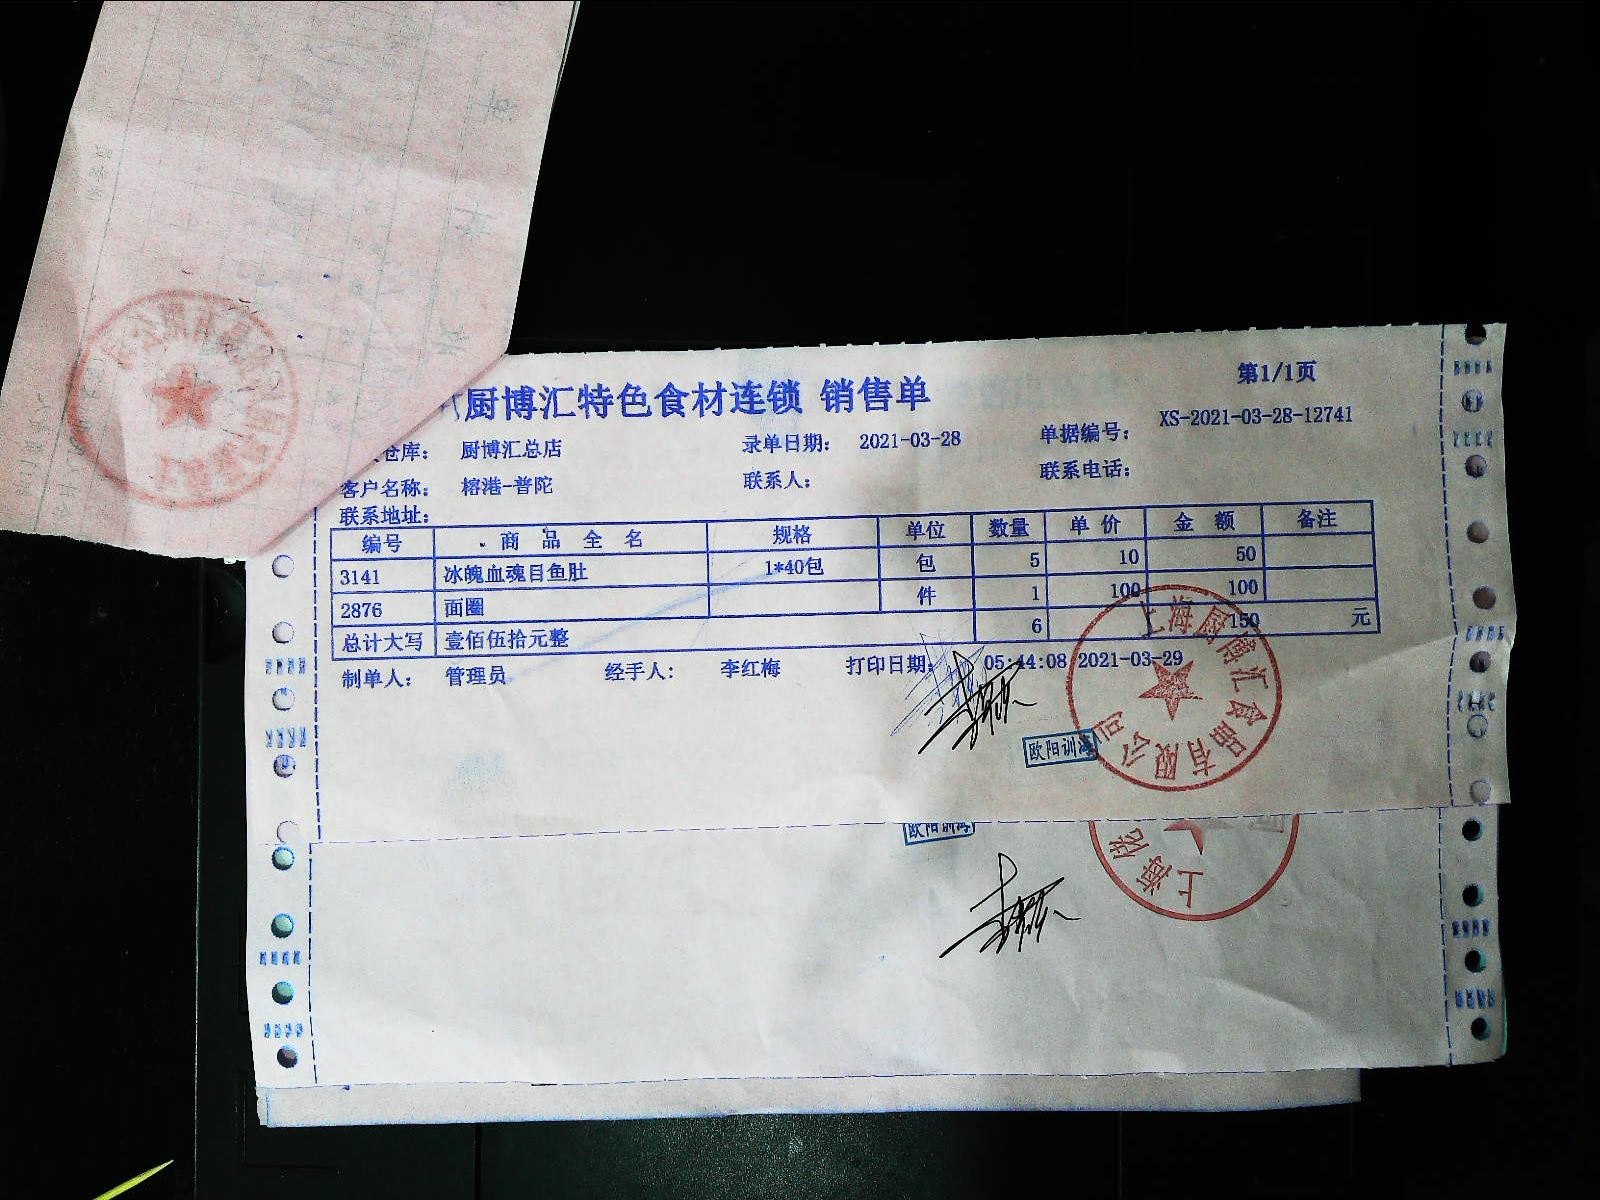 厨博汇特色食材连锁 销售单
第1/1页
仓库： 厨博汇总店 录单日期： 2021-03-28 单据编号： XS-2021-03-28-12741
客户名称： 榕港-普陀 联系人： 联系电话：
联系地址：
编号 商 品 全 名 规格 单位 数量 单 价 金 额 备注
3141 冰魄血魂目鱼肚 1*40包 包 5 10 50
2876 面圈 件 1 100 100
总计大写 壹佰伍拾元整 6 150 元
制单人： 管理员 经手人： 李红梅 打印日期： 05:44:08 2021-03-29
欧阳训海
上海厨博汇食品有限公司
欧阳训海
上海